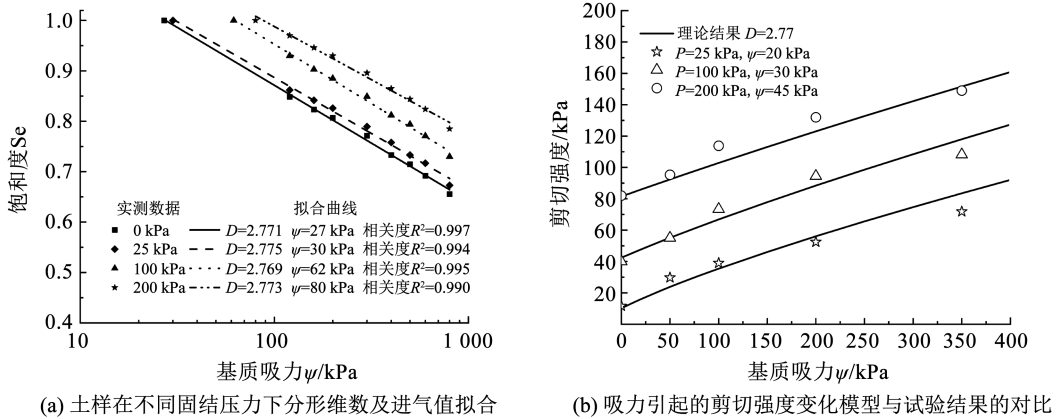 1.0
0.9
0.8
0.7
0.6
0.5
0.4
10 100 1 000
饱和度Se
基质吸力ψ/kPa
实测数据 拟合曲线
0 kPa D=2.771 ψ=27 kPa 相关度R²=0.997
25 kPa D=2.775 ψ=30 kPa 相关度R²=0.994
100 kPa D=2.769 ψ=62 kPa 相关度R²=0.995
200 kPa D=2.773 ψ=80 kPa 相关度R²=0.990
(a) 土样在不同固结压力下分形维数及进气值拟合
200
180
160
140
120
100
80
60
40
20
0 50 100 150 200 250 300 350 400
剪切强度/kPa
基质吸力ψ/kPa
理论结果 D=2.77
P=25 kPa, ψ=20 kPa
P=100 kPa, ψ=30 kPa
P=200 kPa, ψ=45 kPa
(b) 吸力引起的剪切强度变化模型与试验结果的对比